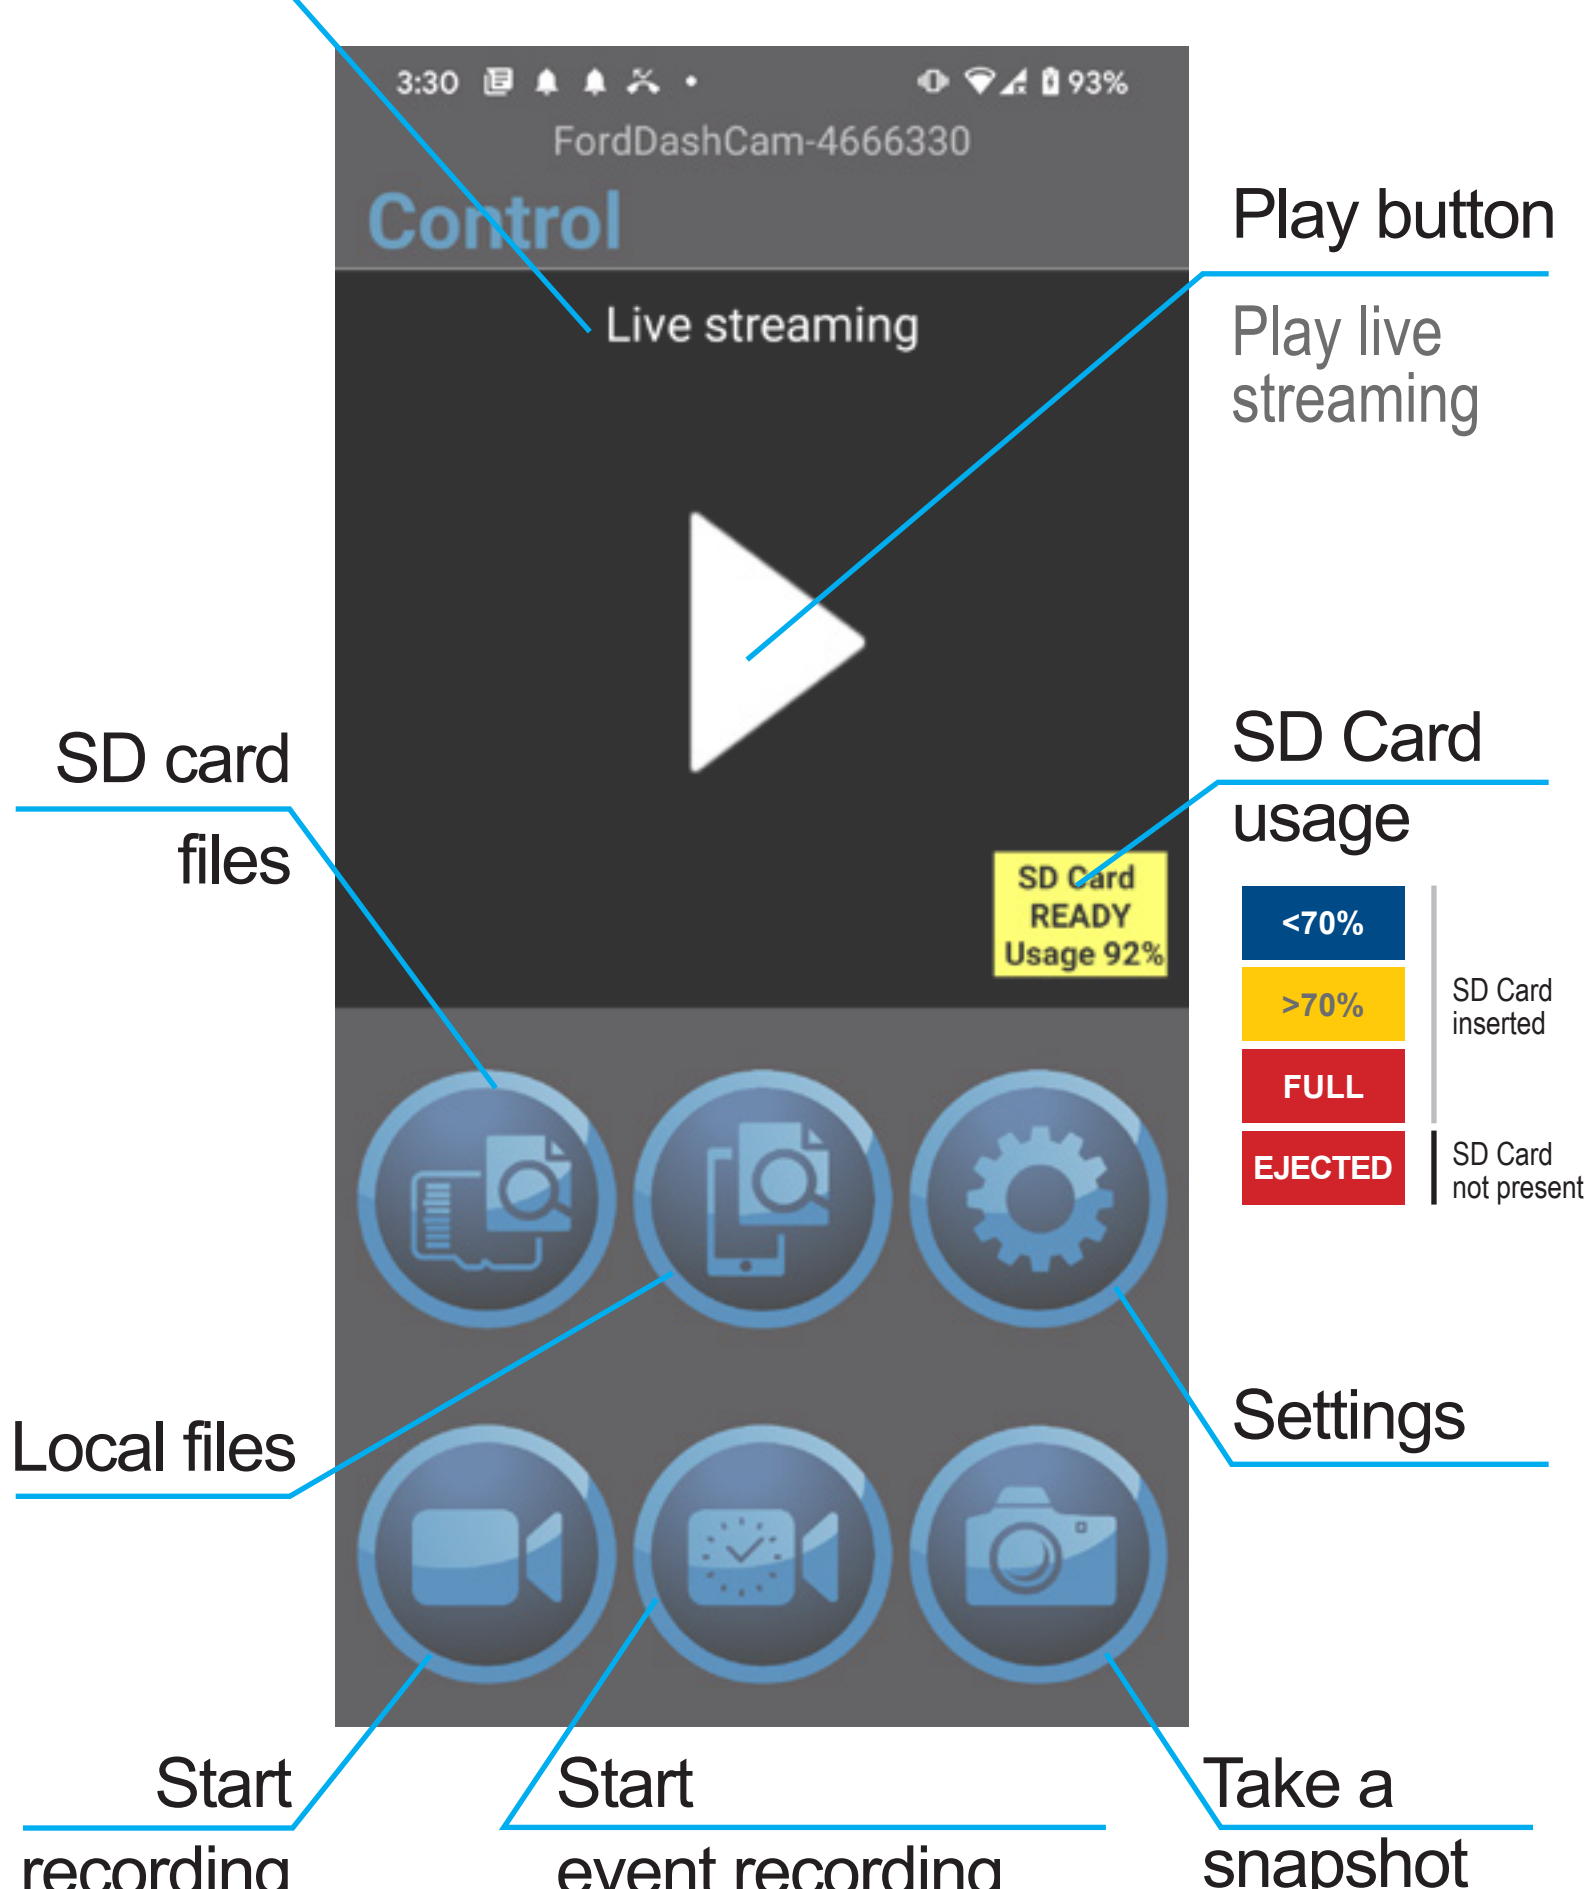 3:30
93%
FordDashCam-4666330
Control
Play button
Live streaming
Play live
streaming
SD card
files
SD Card
usage
SD Card
READY
Usage 92%
<70%
>70%
FULL
EJECTED
SD Card
inserted
SD Card
not present
Local files
Settings
Start
recording
Start
event recording
Take a
snapshot